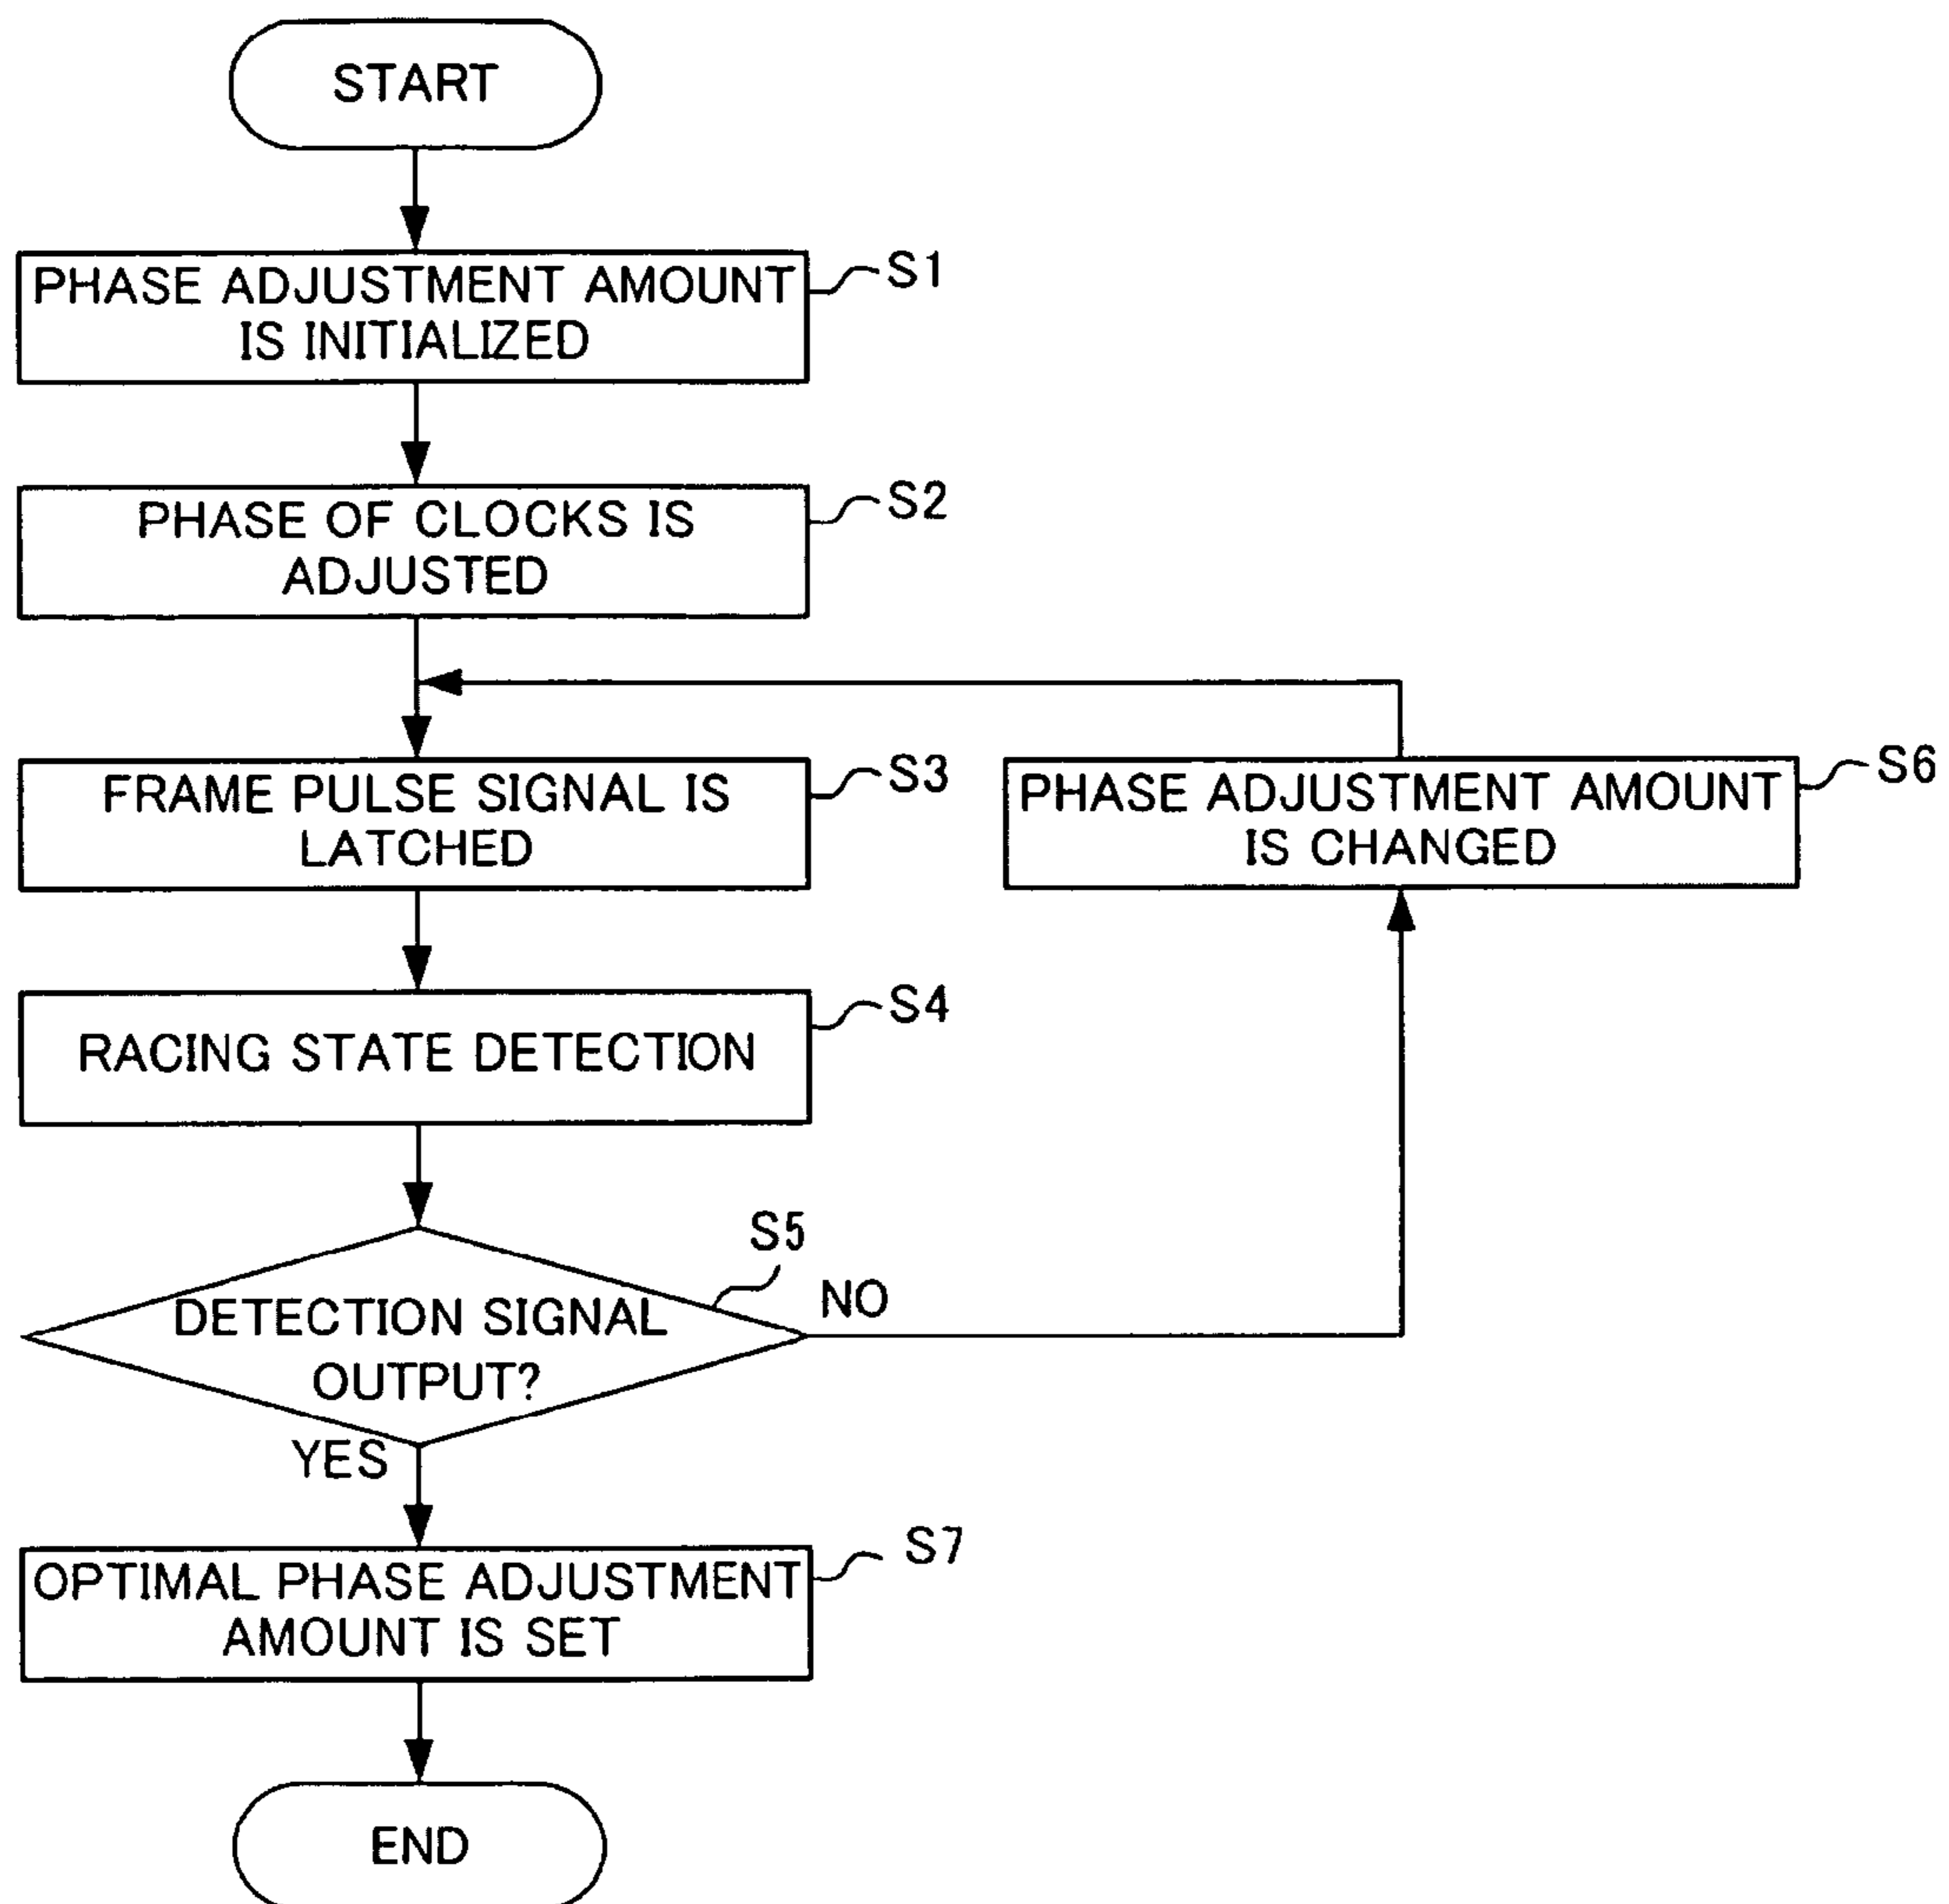 START
PHASE ADJUSTMENT AMOUNT
IS INITIALIZED
S1
PHASE OF CLOCKS IS
ADJUSTED
S2
FRAME PULSE SIGNAL IS
LATCHED
S3
PHASE ADJUSTMENT AMOUNT
IS CHANGED
S6
RACING STATE DETECTION
S4
DETECTION SIGNAL
OUTPUT?
S5
NO
YES
OPTIMAL PHASE ADJUSTMENT
AMOUNT IS SET
S7
END